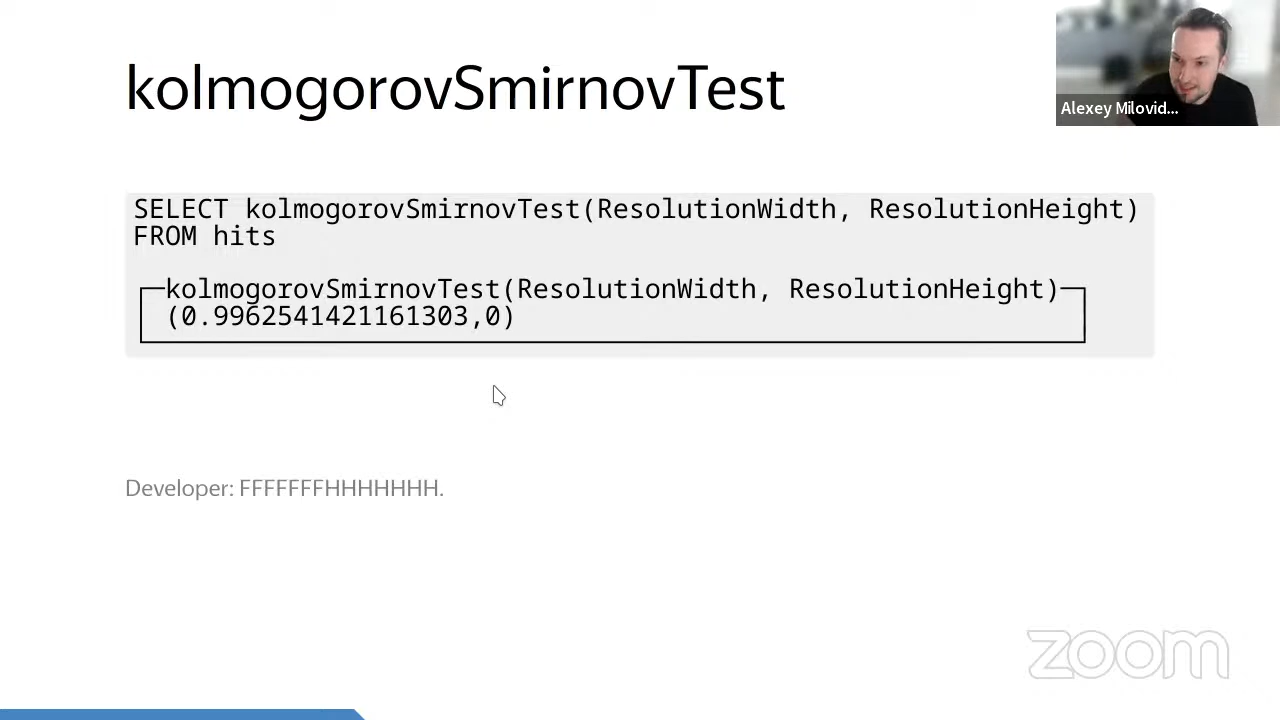 kolmogorovSmirnovTest
Alexey Milovid...
SELECT kolmogorovSmirnovTest(ResolutionWidth, ResolutionHeight)
FROM hits
kolmogorovSmirnovTest(ResolutionWidth, ResolutionHeight)
(0.9962541421161303,0)
Developer: FFFFFFFHHHHHHH.
zoom